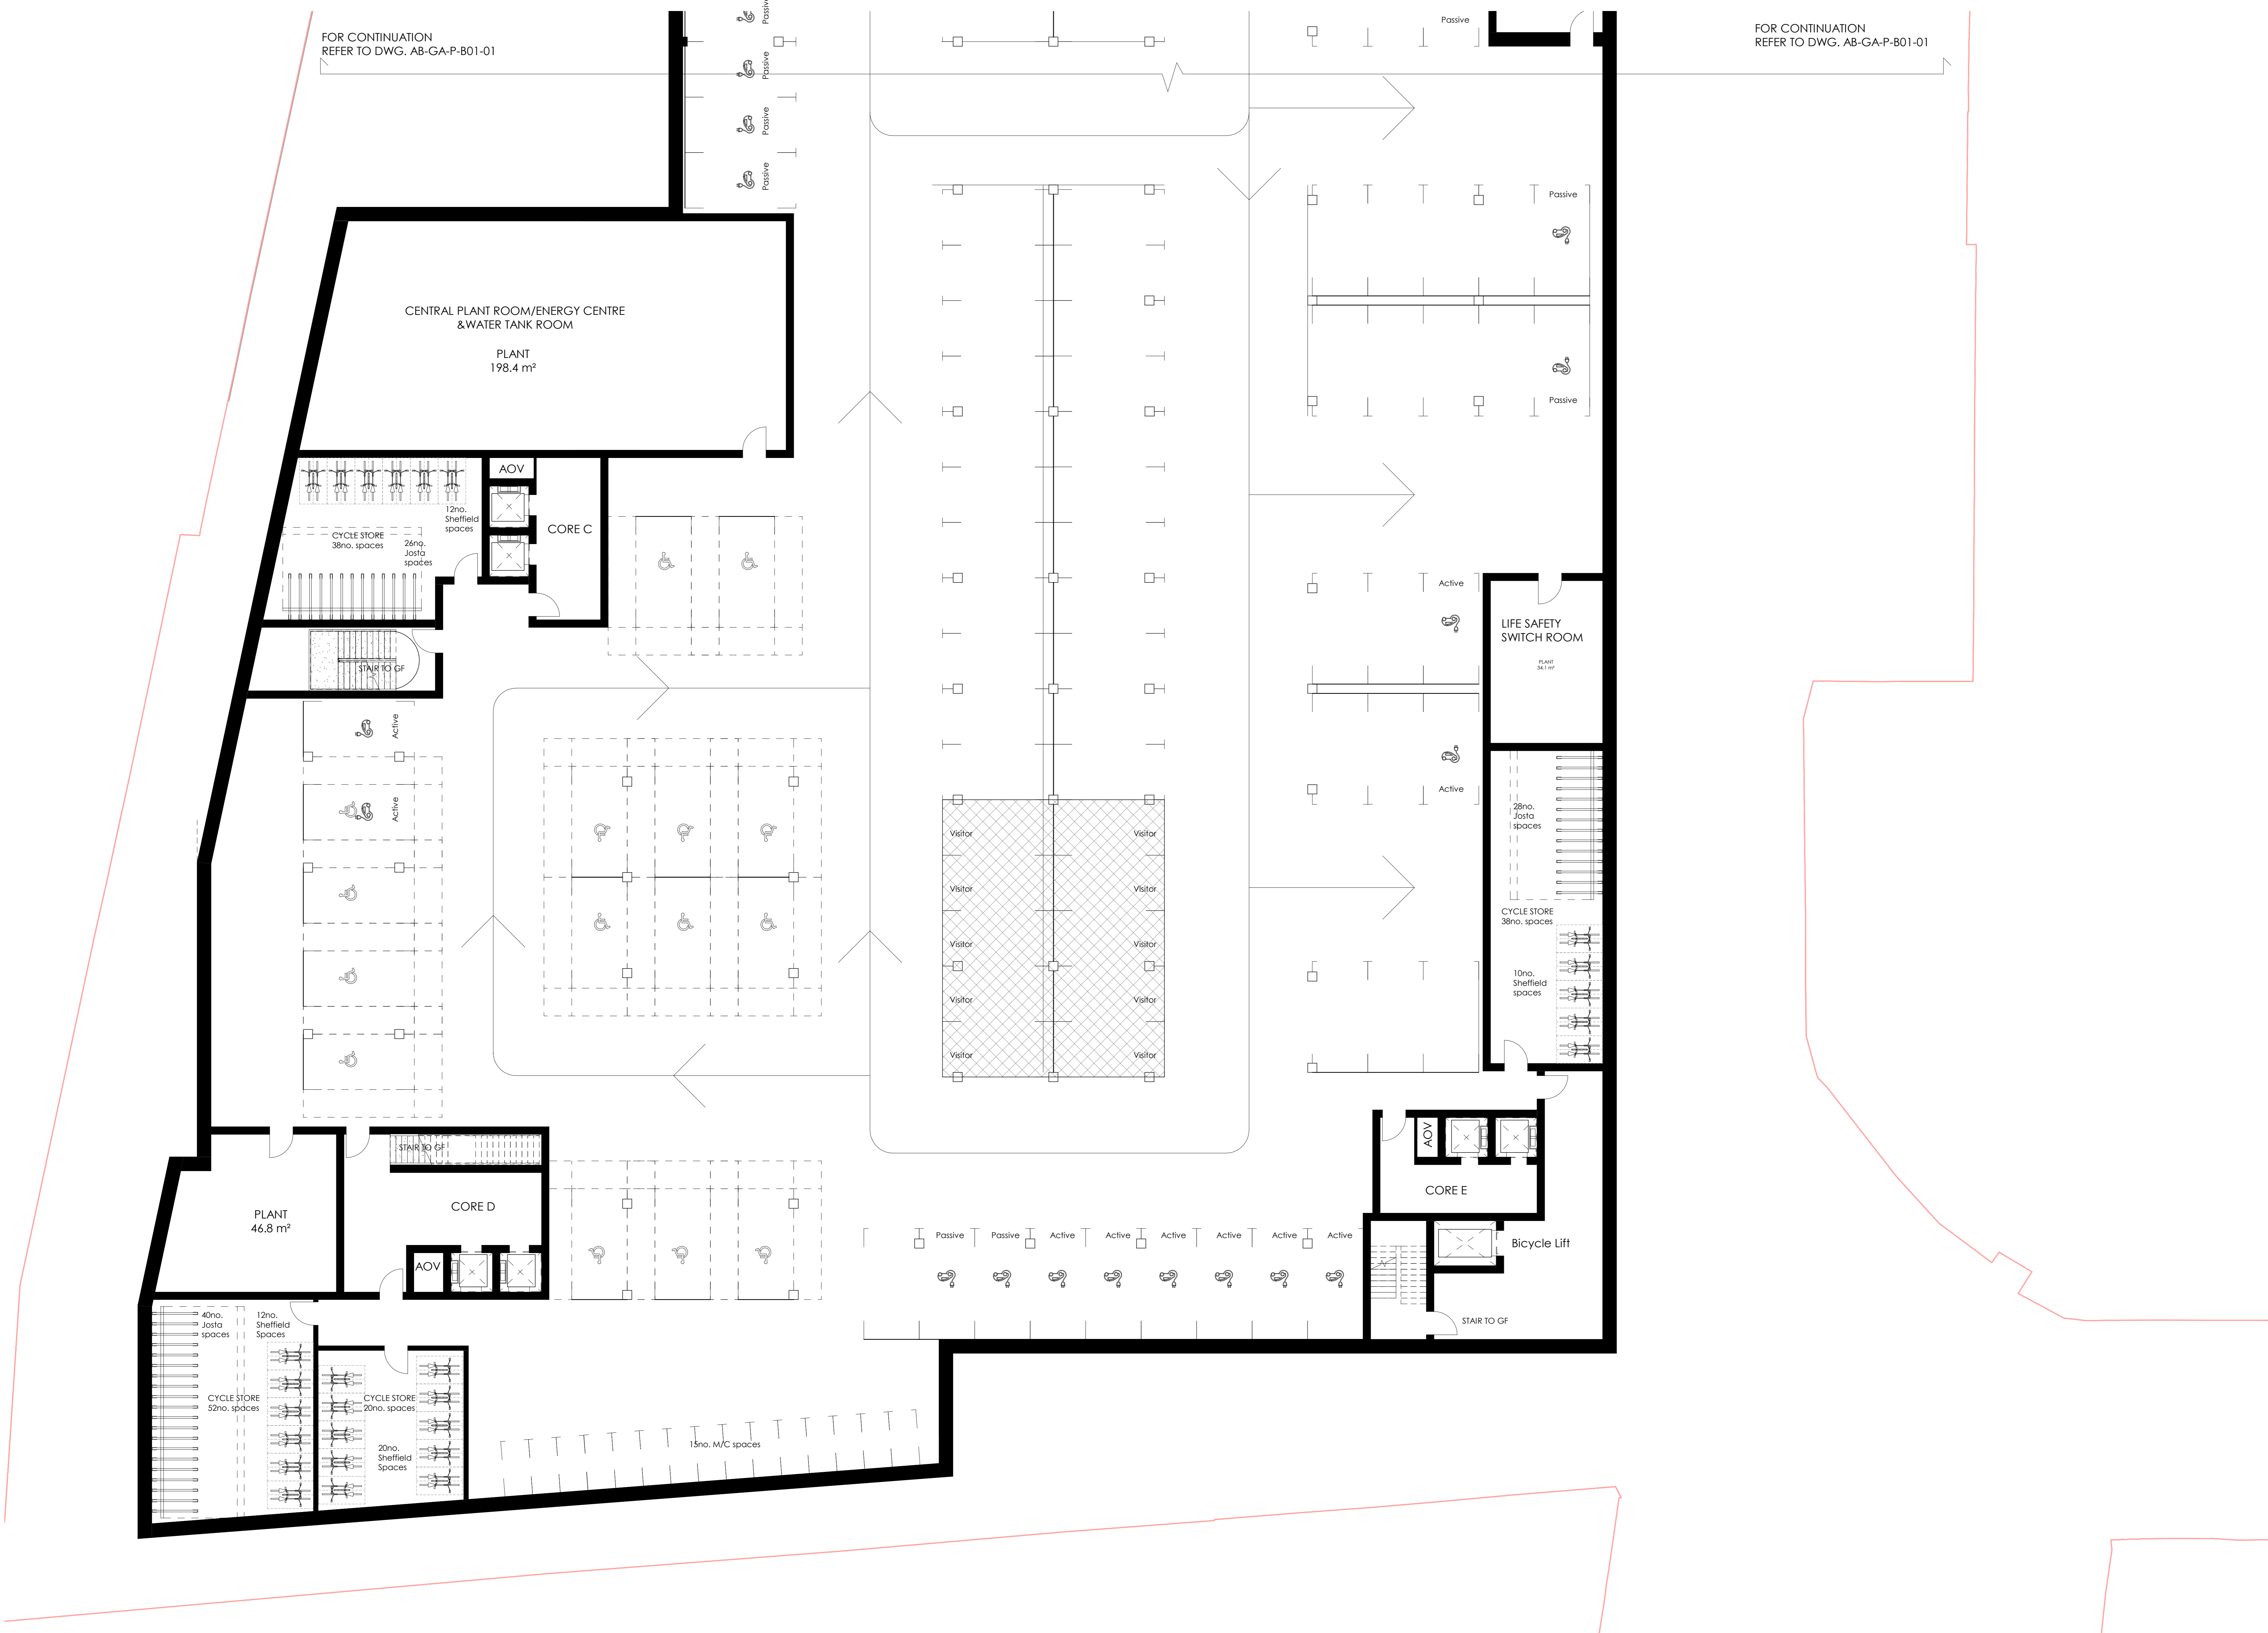 Passive
Passive
FOR CONTINUATION
REFER TO DWG. AB-GA-P-B01-01
FOR CONTINUATION
REFER TO DWG. AB-GA-P-B01-01
Passive
Passive
Passive
Passive
CENTRAL PLANT ROOM/ENERGY CENTRE
&WATER TANK ROOM
PLANT
198.4 m²
Passive
AOV
12no.
Sheffield
spaces
CORE C
CYCLE STORE
38no. spaces
26no.
Josta
spaces
Active
LIFE SAFETY
SWITCH ROOM
PLANT
34.1 m²
STAIR TO GF
Active
Active
Active
28no.
Josta
spaces
Visitor
Visitor
Visitor
Visitor
CYCLE STORE
38no. spaces
Visitor
Visitor
10no.
Sheffield
spaces
Visitor
Visitor
Visitor
Visitor
STAIR TO GF
AOV
CORE E
CORE D
PLANT
46.8 m²
Passive
Passive
Active
Active
Active
Active
Active
Active
Bicycle Lift
AOV
STAIR TO GF
40no.
Josta
spaces
12no.
Sheffield
Spaces
CYCLE STORE
52no. spaces
CYCLE STORE
20no. spaces
20no.
Sheffield
Spaces
15no. M/C spaces